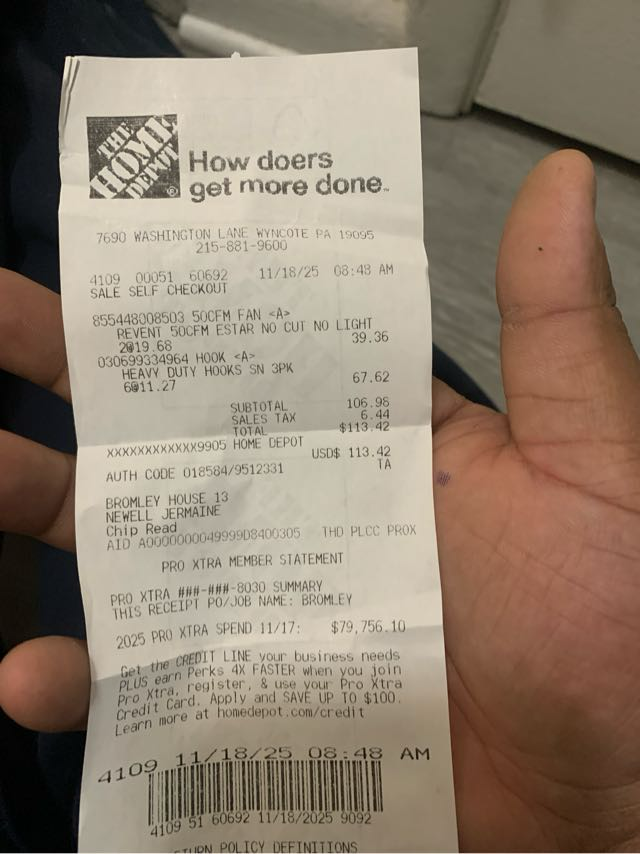 THE HOME DEPOT ®
How doers
get more done™
7690 WASHINGTON LANE WYNCOTE PA 19095
215-881-9600
4109 00051 60692 11/18/25 08:48 AM
SALE SELF CHECKOUT
855448008503 50CFM FAN <A>
REVENT 50CFM ESTAR NO CUT NO LIGHT
2@19.68 39.36
030699334964 HOOK <A>
HEAVY DUTY HOOKS SN 3PK
6@11.27 67.62
SUBTOTAL 106.98
SALES TAX 6.44
TOTAL $113.42
XXXXXXXXXXXX9905 HOME DEPOT
USD$ 113.42
AUTH CODE 018584/9512331 TA
BROMLEY HOUSE 13
NEWELL JERMAINE
Chip Read
AID A0000000049999D8400305 THD PLCC PROX
PRO XTRA MEMBER STATEMENT
PRO XTRA ###-###-8030 SUMMARY
THIS RECEIPT PO/JOB NAME: BROMLEY
2025 PRO XTRA SPEND 11/17: $79,756.10
Get the CREDIT LINE your business needs
PLUS earn Perks 4X FASTER when you join
Pro Xtra, register, & use your Pro Xtra
Credit Card. Apply and SAVE UP TO $100.
Learn more at homedepot.com/credit
4109 11/18/25 08:48 AM
4109 51 60692 11/18/2025 9092
RETURN POLICY DEFINITIONS